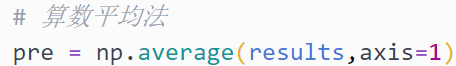 # 算数平均法
pre = np.average(results,axis=1)